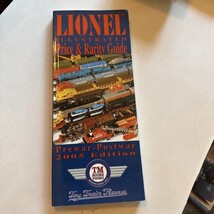 LIONEL
ILLUSTRATED
Price & Rarity Guide
Prewar-Postwar
2005 Edition
TM
Toy Train Revue